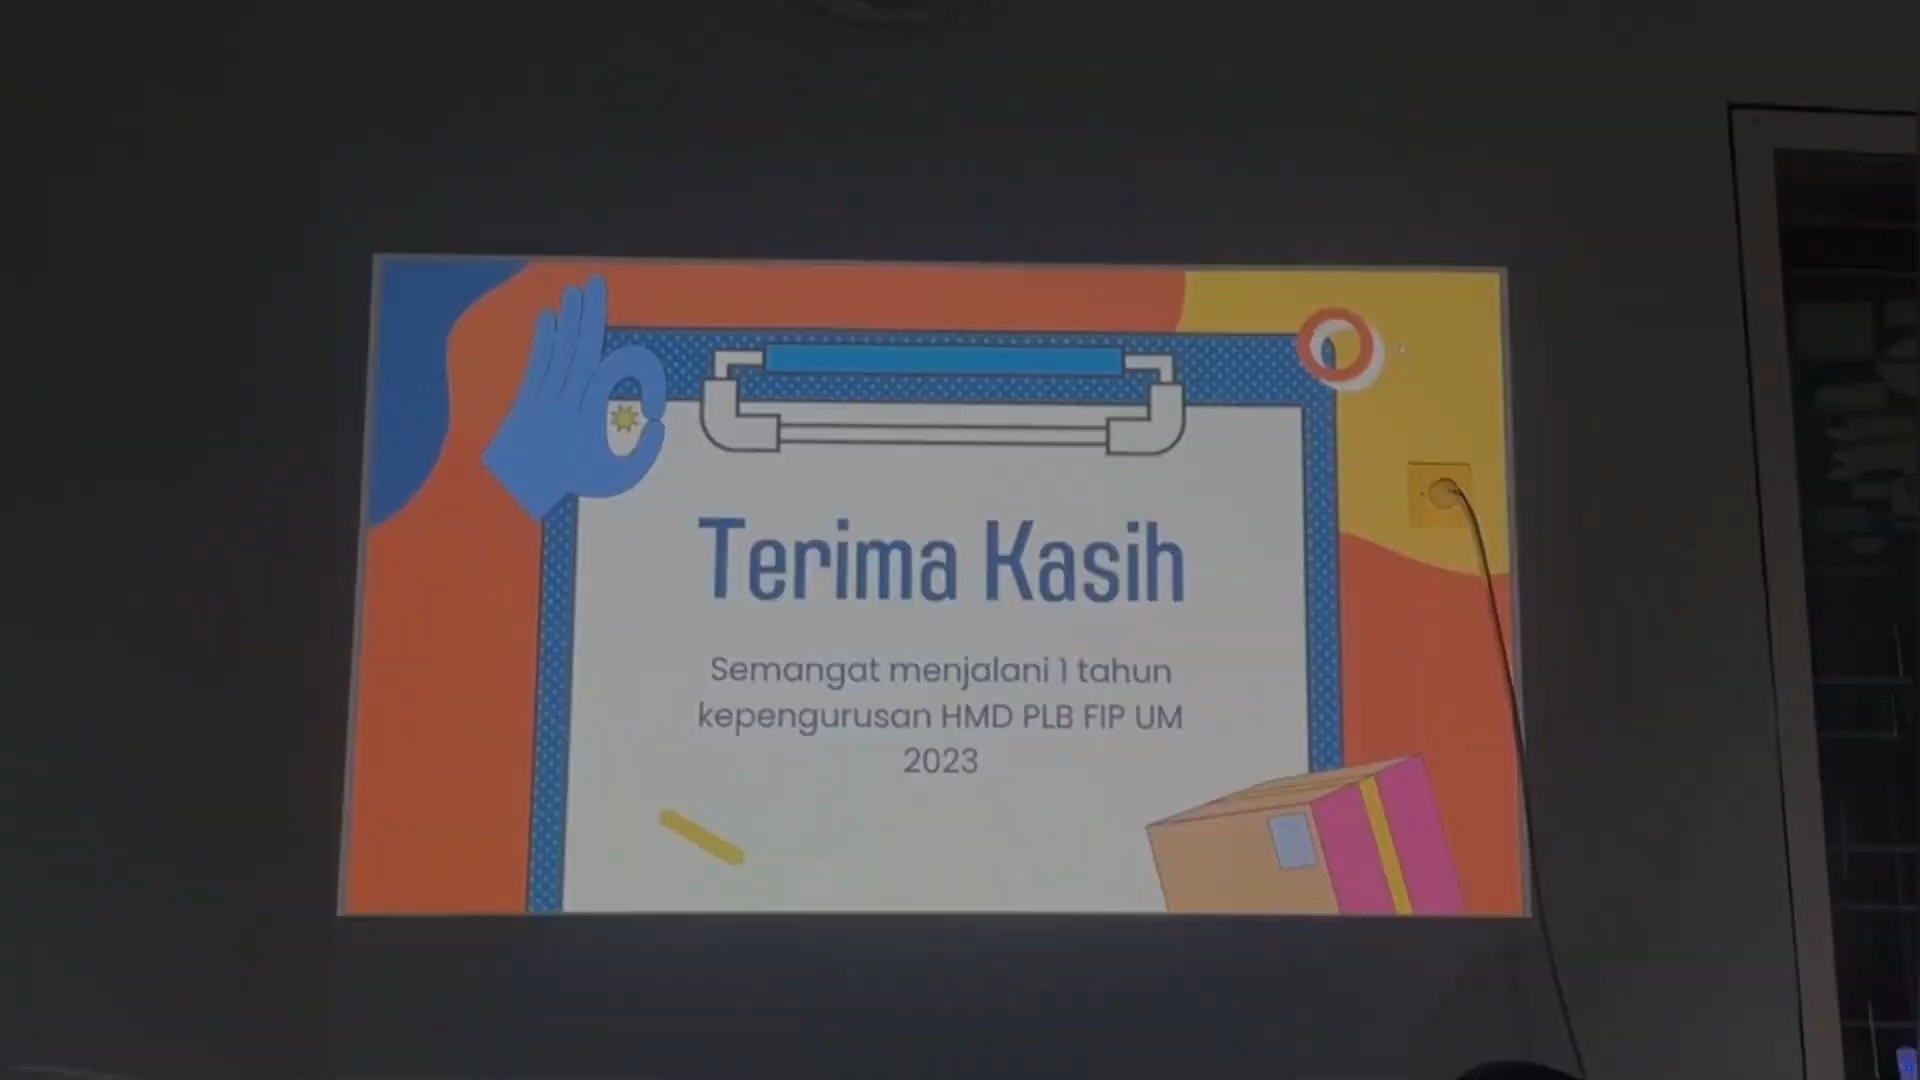 Terima Kasih
Semangat menjalani 1 tahun
kepengurusan HMD PLB FIP UM
2023